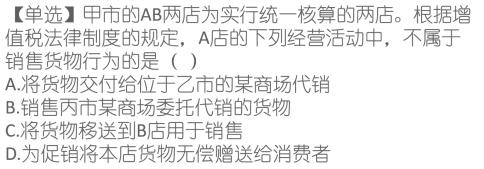 【单选】甲市的AB两店为实行统一核算的两店。根据增
值税法律制度的规定，A店的下列经营活动中，不属于
销售货物行为的是（ ）
A.将货物交付给位于乙市的某商场代销
B.销售丙市某商场委托代销的货物
C.将货物移送到B店用于销售
D.为促销将本店货物无偿赠送给消费者